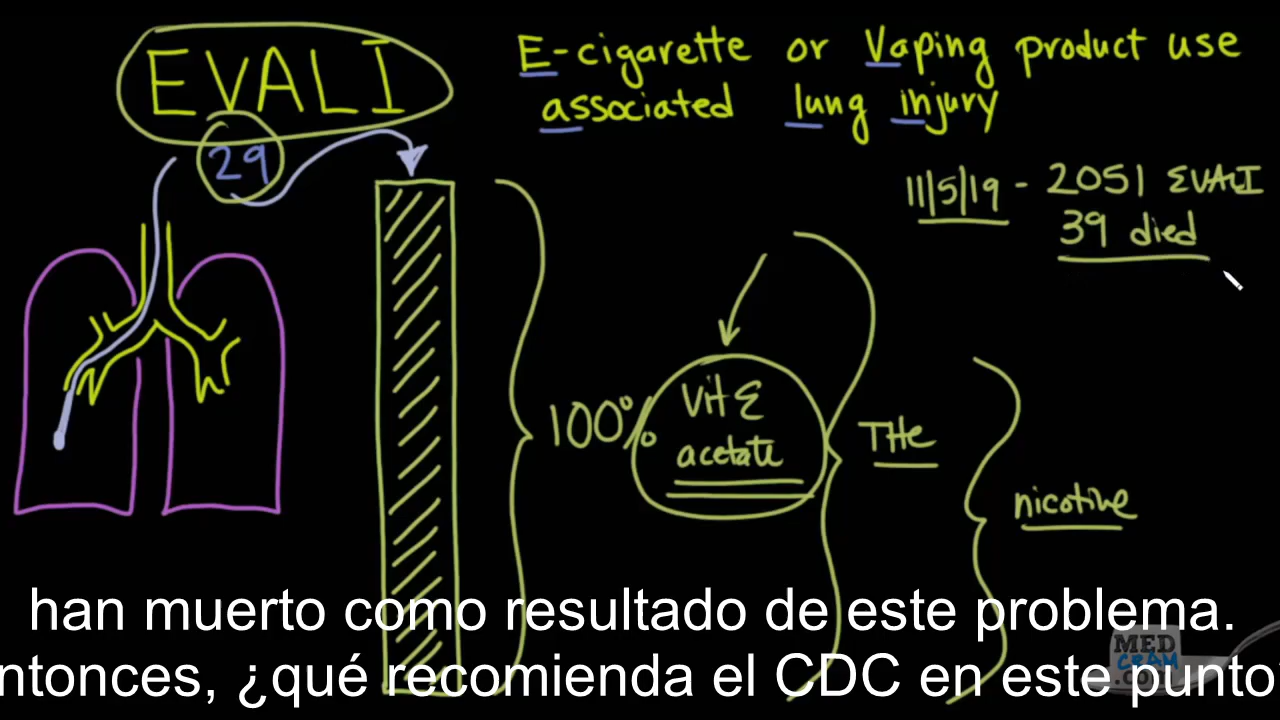 EVALI
E-cigarette or Vaping product use
associated lung injury
29
11/5/19 - 2051 EVALI
39 died
100%
Vit E
acetate
THC
nicotine
han muerto como resultado de este problema.
ntonces, ¿qué recomienda el CDC en este punto
MED
CRAM
.com